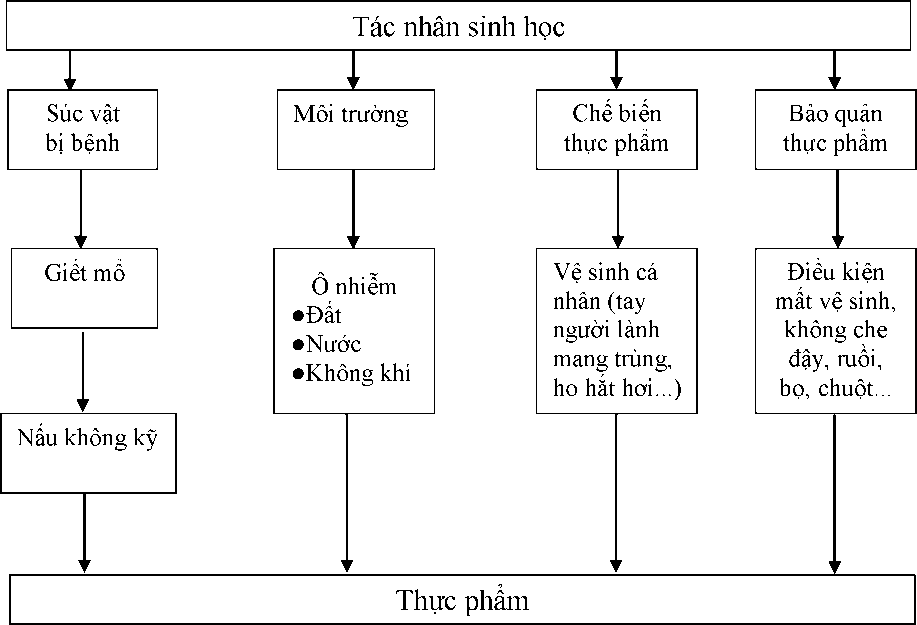 Tác nhân sinh học
Súc vật
bị bệnh
Môi trường
Chế biến
thực phẩm
Bảo quản
thực phẩm
Giết mổ
Ô nhiễm
●Đất
●Nước
●Không khí
Vệ sinh cá
nhân (tay
người lành
mang trùng,
ho hắt hơi...)
Điều kiện
mất vệ sinh,
không che
đậy, ruồi,
bọ, chuột...
Nấu không kỹ
Thực phẩm